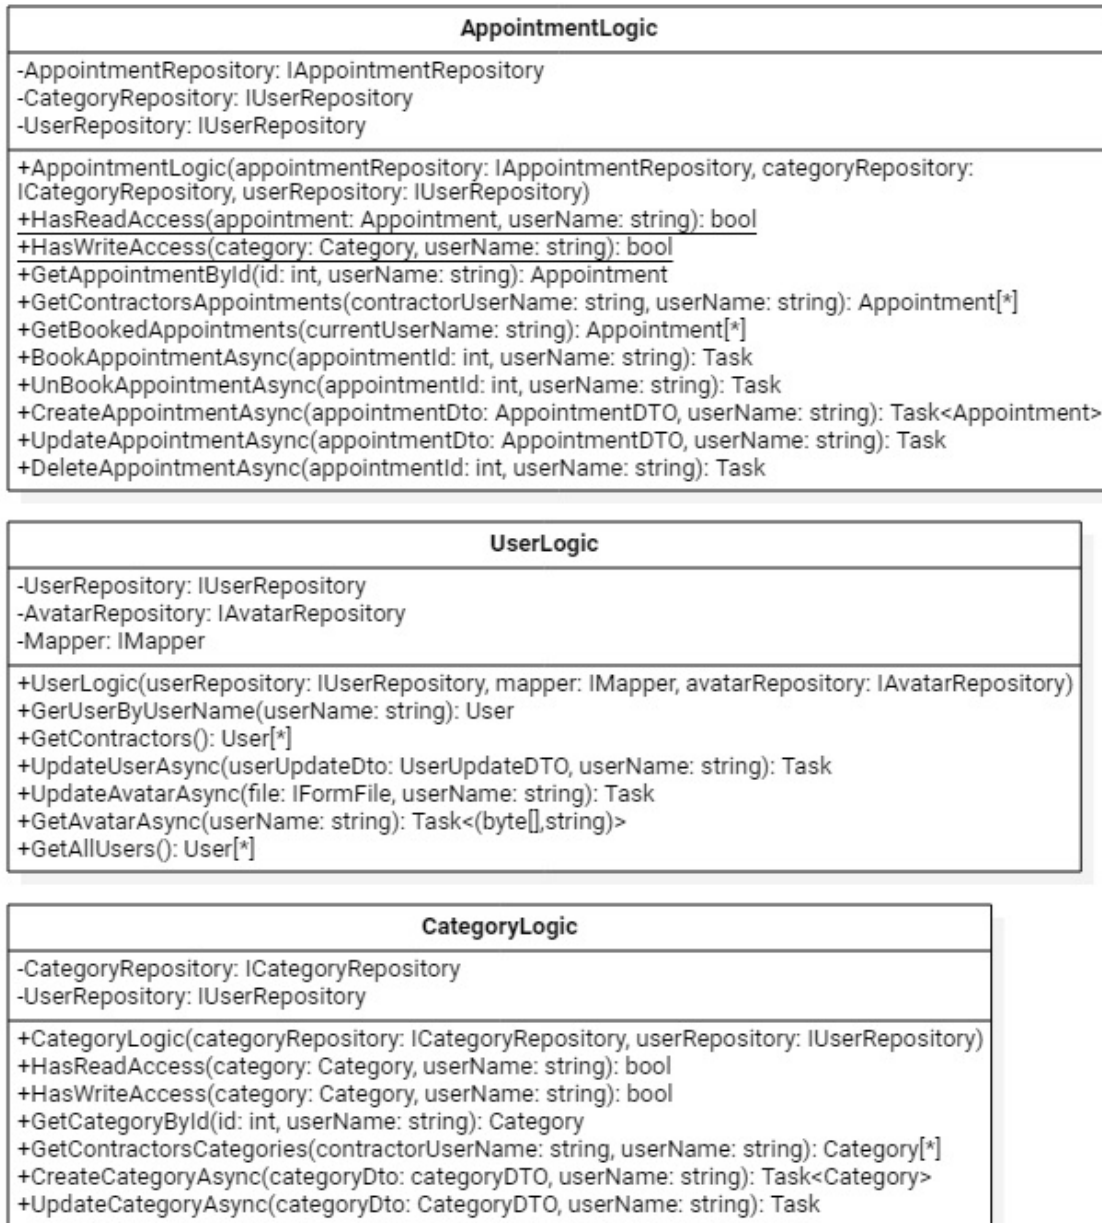 AppointmentLogic
-AppointmentRepository: IAppointmentRepository
-CategoryRepository: IUserRepository
-UserRepository: IUserRepository
+AppointmentLogic(appointmentRepository: IAppointmentRepository, categoryRepository:
ICategoryRepository, userRepository: IUserRepository)
+HasReadAccess(appointment: Appointment, userName: string): bool
+HasWriteAccess(category: Category, userName: string): bool
+GetAppointmentById(id: int, userName: string): Appointment
+GetContractorsAppointments(contractorUserName: string, userName: string): Appointment[*]
+GetBookedAppointments(currentUserName: string): Appointment[*]
+BookAppointmentAsync(appointmentId: int, userName: string): Task
+UnBookAppointmentAsync(appointmentId: int, userName: string): Task
+CreateAppointmentAsync(appointmentDto: AppointmentDTO, userName: string): Task<Appointment>
+UpdateAppointmentAsync(appointmentDto: AppointmentDTO, userName: string): Task
+DeleteAppointmentAsync(appointmentId: int, userName: string): Task
UserLogic
-UserRepository: IUserRepository
-AvatarRepository: IAvatarRepository
-Mapper: IMapper
+UserLogic(userRepository: IUserRepository, mapper: IMapper, avatarRepository: IAvatarRepository)
+GerUserByUserName(userName: string): User
+GetContractors(): User[*]
+UpdateUserAsync(userUpdateDto: UserUpdateDTO, userName: string): Task
+UpdateAvatarAsync(file: IFormFile, userName: string): Task
+GetAvatarAsync(userName: string): Task<(byte[],string)>
+GetAllUsers(): User[*]
CategoryLogic
-CategoryRepository: ICategoryRepository
-UserRepository: IUserRepository
+CategoryLogic(categoryRepository: ICategoryRepository, userRepository: IUserRepository)
+HasReadAccess(category: Category, userName: string): bool
+HasWriteAccess(category: Category, userName: string): bool
+GetCategoryById(id: int, userName: string): Category
+GetContractorsCategories(contractorUserName: string, userName: string): Category[*]
+CreateCategoryAsync(categoryDto: categoryDTO, userName: string): Task<Category>
+UpdateCategoryAsync(categoryDto: CategoryDTO, userName: string): Task